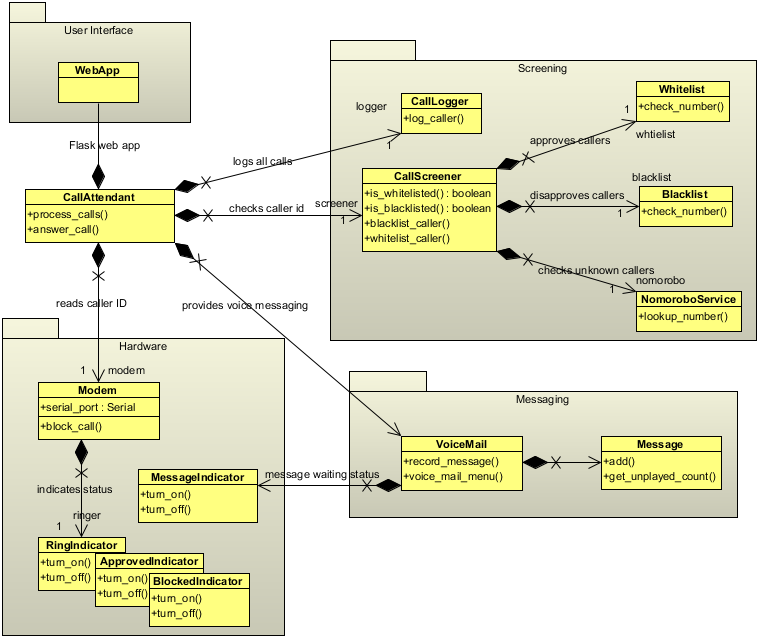 User Interface
WebApp
Flask web app
CallAttendant
+process_calls()
+answer_call()
logs all calls
logger
1
checks caller id
screener
1
provides voice messaging
reads caller ID
1
modem
Screening
CallLogger
+log_caller()
CallScreener
+is_whitelisted() : boolean
+is_blacklisted() : boolean
+blacklist_caller()
+whitelist_caller()
approves callers
1
whtielist
Whitelist
+check_number()
disapproves callers
blacklist
1
Blacklist
+check_number()
checks unknown callers
nomorobo
1
NomoroboService
+lookup_number()
Hardware
Modem
+serial_port : Serial
+block_call()
indicates status
ringer
1
RingIndicator
+turn_on()
+turn_off()
ApprovedIndicator
+turn_on()
+turn_off()
BlockedIndicator
+turn_on()
+turn_off()
MessageIndicator
+turn_on()
+turn_off()
message waiting status
Messaging
VoiceMail
+record_message()
+voice_mail_menu()
Message
+add()
+get_unplayed_count()